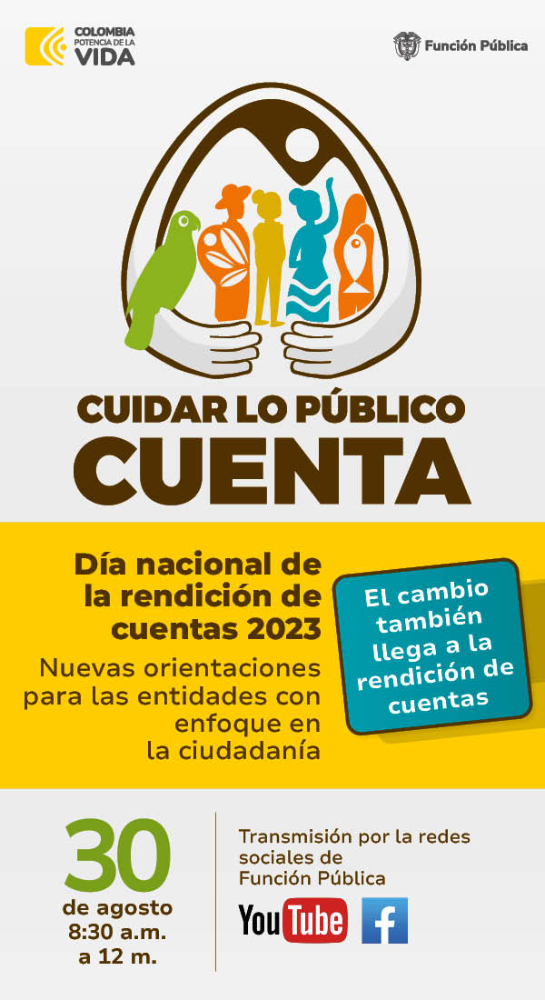 COLOMBIA
POTENCIA DE LA
VIDA
Función Pública
CUIDAR LO PÚBLICO
CUENTA
Día nacional de
la rendición de
cuentas 2023
Nuevas orientaciones
para las entidades con
enfoque en
la ciudadanía
El cambio
también
llega a la
rendición de
cuentas
30
de agosto
8:30 a.m.
a 12 m.
Transmisión por la redes
sociales de
Función Pública
YouTube
f